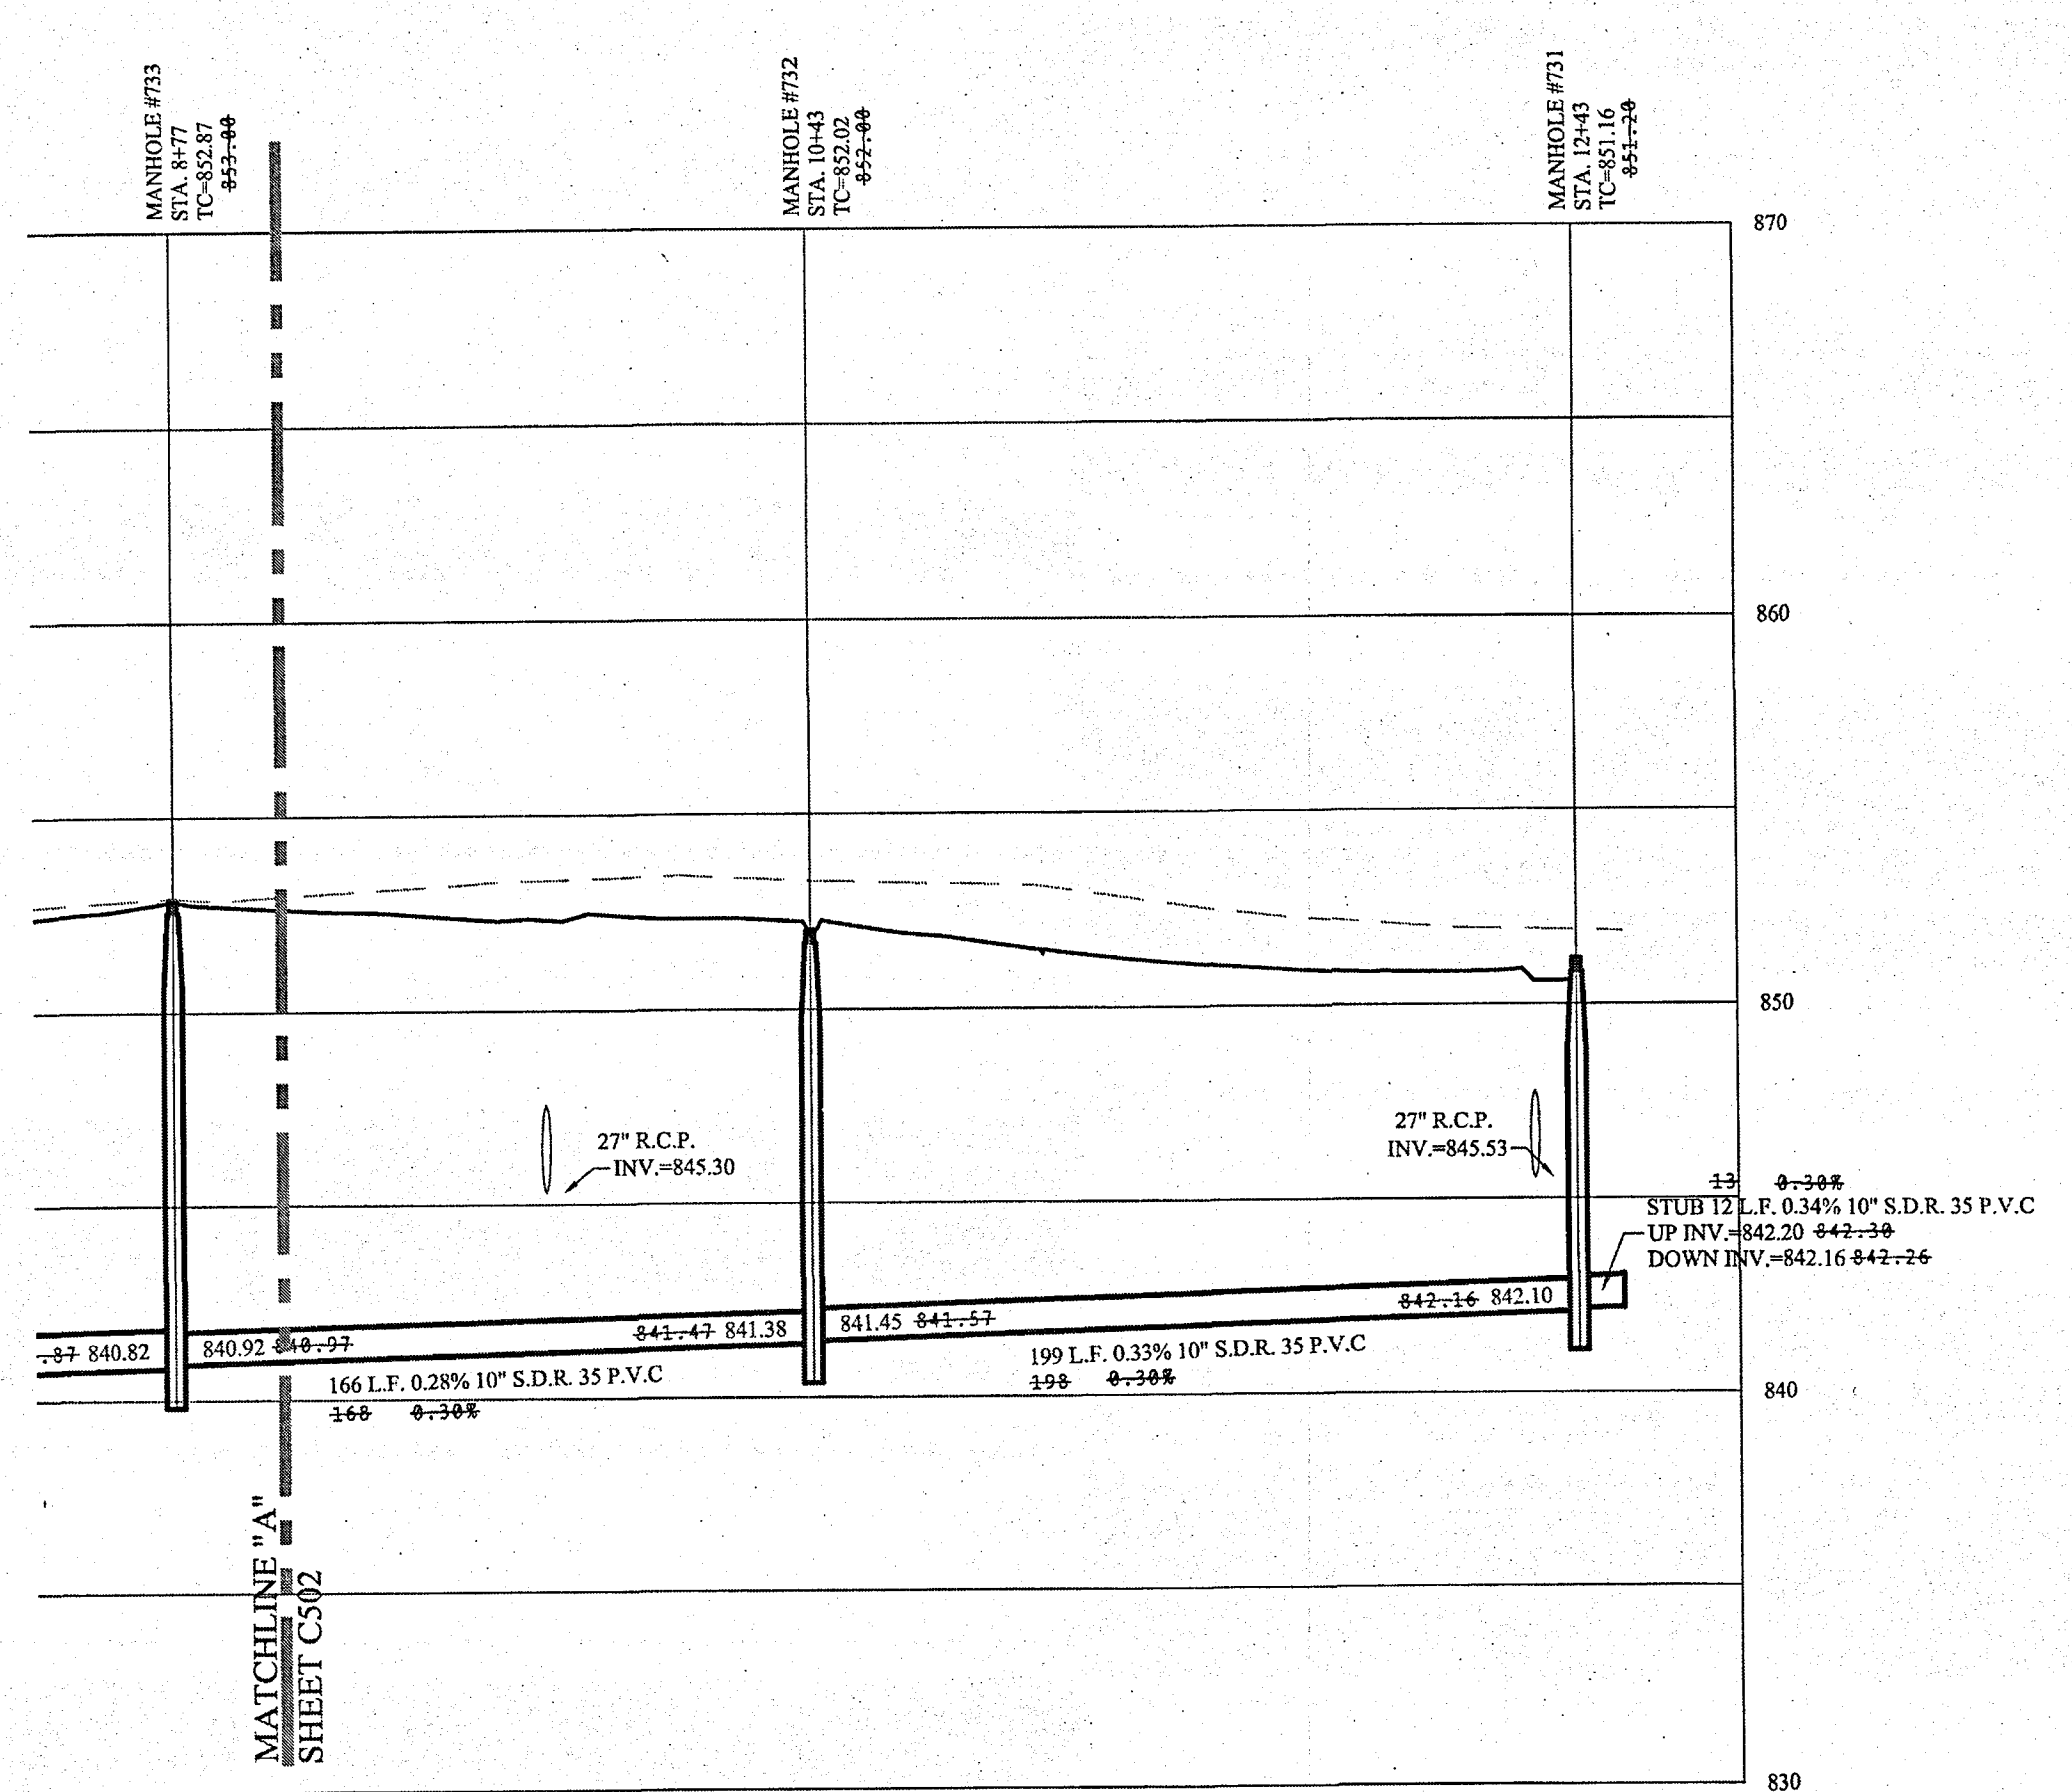 MANHOLE #733
STA. 8+77
TC=852.87
853.00
MANHOLE #732
STA. 10+43
TC=852.02
852.00
MANHOLE #731
STA. 12+43
TC=851.16
851.20
870
860
850
27" R.C.P.
INV.=845.30
27" R.C.P.
INV.=845.53
13 0.30%
STUB 12 L.F. 0.34% 10" S.D.R. 35 P.V.C
UP INV.=842.20 842.30
DOWN INV.=842.16 842.26
.87 840.82
840.92 840.97
841.47 841.38
841.45 841.57
842.16 842.10
166 L.F. 0.28% 10" S.D.R. 35 P.V.C
168 0.30%
199 L.F. 0.33% 10" S.D.R. 35 P.V.C
198 0.30%
840
MATCHLINE "A"
SHEET C502
830